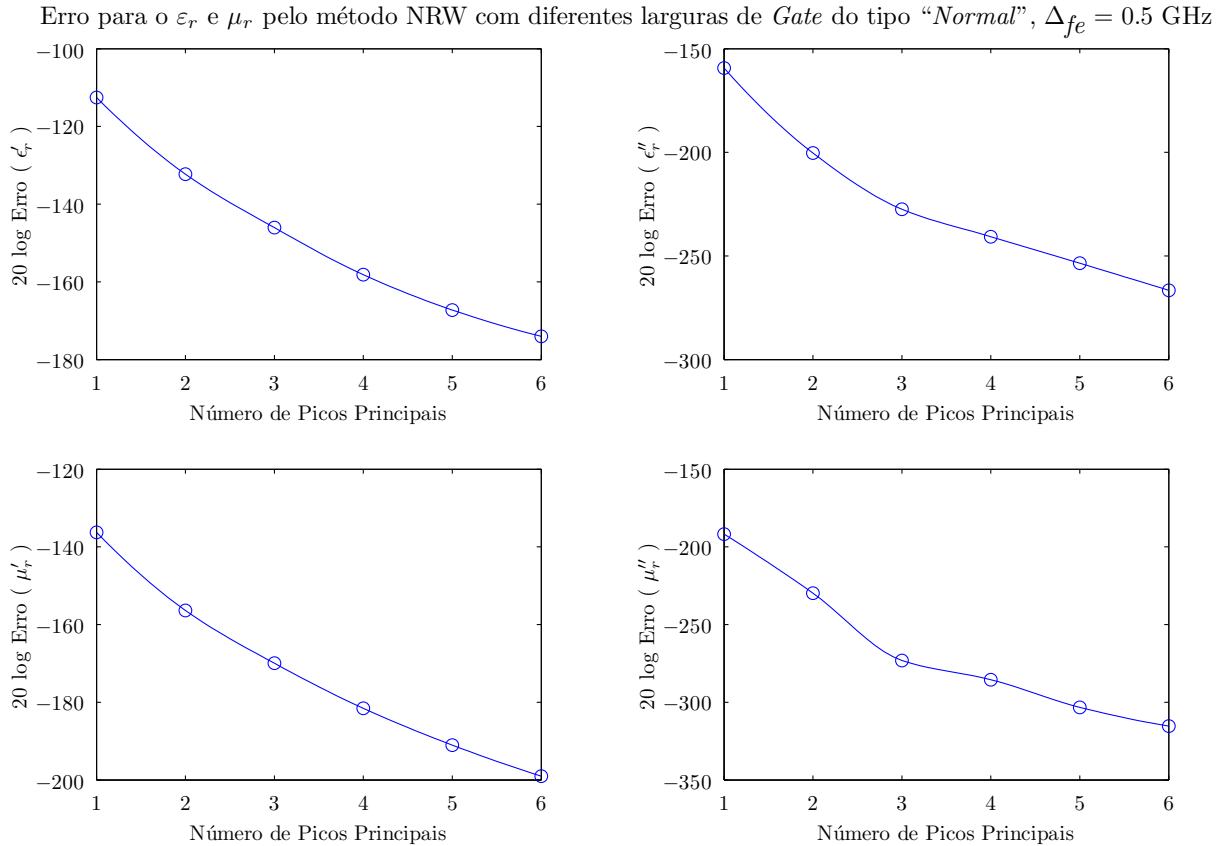 Erro para o εr e μr pelo método NRW com diferentes larguras de Gate do tipo “Normal”, Δfe = 0.5 GHz
−100
−120
−140
−160
−180
20 log Erro ( ϵ′r )
1 2 3 4 5 6
Número de Picos Principais
−150
−200
−250
−300
20 log Erro ( ϵ′′r )
1 2 3 4 5 6
Número de Picos Principais
−120
−140
−160
−180
−200
20 log Erro ( μ′r )
1 2 3 4 5 6
Número de Picos Principais
−150
−200
−250
−300
−350
20 log Erro ( μ′′r )
1 2 3 4 5 6
Número de Picos Principais